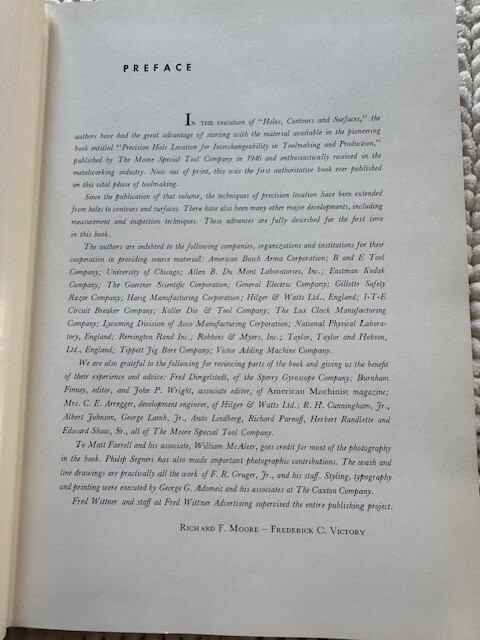 PREFACE
IN THE execution of "Holes, Contours and Surfaces," the
authors have had the great advantage of starting with the material available in the pioneering
book entitled "Precision Hole Location for Interchangeability in Toolmaking and Production,"
published by The Moore Special Tool Company in 1946 and enthusiastically received in the
metalworking industry. Now out of print, this was the first authoritative book ever published
on this vital phase of toolmaking.
Since the publication of that volume, the techniques of precision location have been extended
from holes to contours and surfaces. There have also been many other major developments, including
measurement and inspection techniques. These advances are fully described for the first time
in this book.
The authors are indebted to the following companies, organizations and institutions for their
cooperation in providing source material: American Bosch Arma Corporation; B and E Tool
Company; University of Chicago; Allen B. Du Mont Laboratories, Inc.; Eastman Kodak
Company; The Gaertner Scientific Corporation; General Electric Company; Gillette Safety
Razor Company; Harig Manufacturing Corporation; Hilger & Watts Ltd., England; I-T-E
Circuit Breaker Company; Koller Die & Tool Company; The Lux Clock Manufacturing
Company; Lycoming Division of Avco Manufacturing Corporation; National Physical Labora-
tory, England; Remington Rand Inc.; Robbins & Myers, Inc.; Taylor, Taylor and Hobson,
Ltd., England; Tippett Jig Bore Company; Victor Adding Machine Company.
We are also grateful to the following for reviewing parts of the book and giving us the benefit
of their experience and advice: Fred Dingelstedt, of the Sperry Gyroscope Company; Burnham
Finney, editor, and John P. Wright, associate editor, of American Machinist magazine;
Mrs. C. E. Arregger, development engineer, of Hilger & Watts Ltd.; R. H. Cunningham, Jr.,
Albert Johnson, George Lamb, Jr., Auto Lindberg, Richard Purnoff, Herbert Randlette and
Edward Shaw, Sr., all of The Moore Special Tool Company.
To Matt Farrell and his associate, William McAleer, goes credit for most of the photography
in the book. Philip Segneri has also made important photographic contributions. The wash and
line drawings are practically all the work of F. R. Gruger, Jr., and his staff. Styling, typography
and printing were executed by George G. Adomeit and his associates at The Caxton Company.
Fred Wittner and staff at Fred Wittner Advertising supervised the entire publishing project.
RICHARD F. MOORE — FREDERICK C. VICTORY